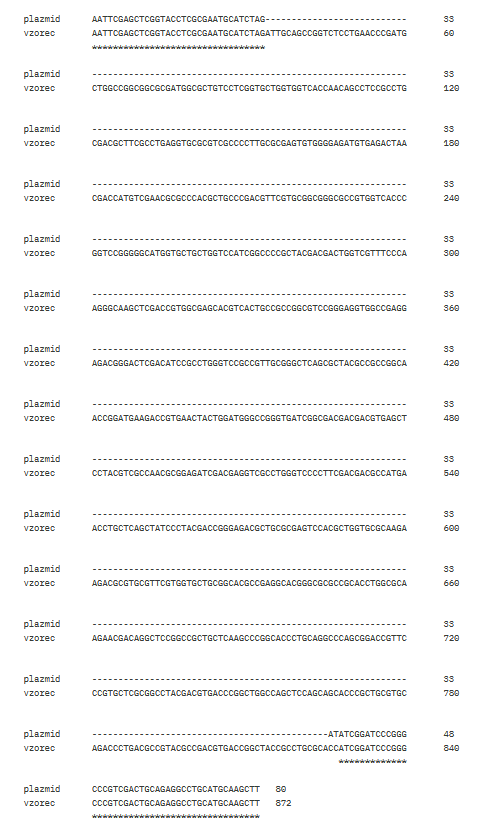 plazmid AATTCGAGCTCGGTACCTCGCGAATGCATCTAG--------------------------- 33
vzorec AATTCGAGCTCGGTACCTCGCGAATGCATCTAGATTGCAGCCGGTCTCCTGAACCCGATG 60
*********************************
plazmid ------------------------------------------------------------ 33
vzorec CTGGCCGGCGGCGCGATGGCGCTGTCCTCGGTGCTGGTGGTCACCAACAGCCTCCGCCTG 120
plazmid ------------------------------------------------------------ 33
vzorec CGACGCTTCGCCTGAGGTGCGCGTCGCCCCTTGCGCGAGTGTGGGGAGATGTGAGACTAA 180
plazmid ------------------------------------------------------------ 33
vzorec CGACCATGTCGAACGCGCCCACGCTGCCCGACGTTCGTGCGGCGGGCGCCGTGGTCACCC 240
plazmid ------------------------------------------------------------ 33
vzorec GGTCCGGGGGCATGGTGCTGCTGGTCCATCGGCCCCGCTACGACGACTGGTCGTTTCCCA 300
plazmid ------------------------------------------------------------ 33
vzorec AGGGCAAGCTCGACCGTGGCGAGCACGTCACTGCCGCCGGCGTCCGGGAGGTGGCCGAGG 360
plazmid ------------------------------------------------------------ 33
vzorec AGACGGGACTCGACATCCGCCTGGGTCCGCCGTTGCGGGCTCAGCGCTACGCCGCCGGCA 420
plazmid ------------------------------------------------------------ 33
vzorec ACCGGATGAAGACCGTGAACTACTGGATGGGCCGGGTGATCGGCGACGACGACGTGAGCT 480
plazmid ------------------------------------------------------------ 33
vzorec CCTACGTCGCCAACGCGGAGATCGACGAGGTCGCCTGGGTCCCCTTCGACGACGCCATGA 540
plazmid ------------------------------------------------------------ 33
vzorec ACCTGCTCAGCTATCCCTACGACCGGGAGACGCTGCGCGAGTCCACGCTGGTGCGCAAGA 600
plazmid ------------------------------------------------------------ 33
vzorec AGACGCGTGCGTTCGTGGTGCTGCGGCACGCCGAGGCACGGGCGCGCCGCACCTGGCGCA 660
plazmid ------------------------------------------------------------ 33
vzorec AGAACGACAGGCTCCGGCCGCTGCTCAAGCCCGGCACCCTGCAGGCCCAGCGGACCGTTC 720
plazmid ------------------------------------------------------------ 33
vzorec CCGTGCTCGCGGCCTACGACGTGACCCGGCTGGCCAGCTCCAGCAGCACCCGCTGCGTGC 780
plazmid ---------------------------------------------ATATCGGATCCCGGG 48
vzorec AGACCCTGACGCCGTACGCCGACGTGACCGGCTACCGCCTGCGCACCATCGGATCCCGGG 840
*************
plazmid CCCGTCGACTGCAGAGGCCTGCATGCAAGCTT 80
vzorec CCCGTCGACTGCAGAGGCCTGCATGCAAGCTT 872
********************************